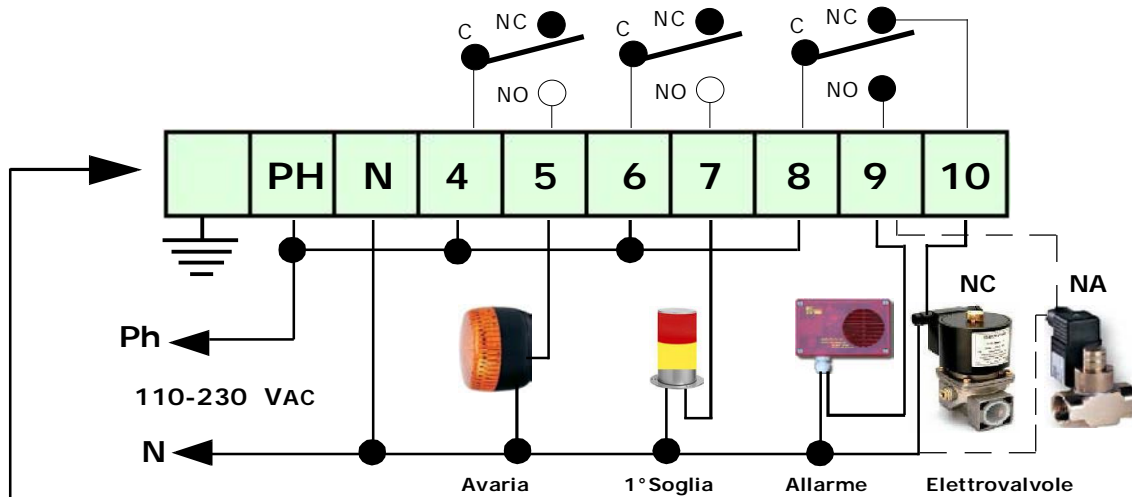 C NC C NC C NC
NO NO NO
PH N 4 5 6 7 8 9 10
NC NA
Ph
110-230 VAC
N
Avaria 1°Soglia Allarme Elettrovalvole